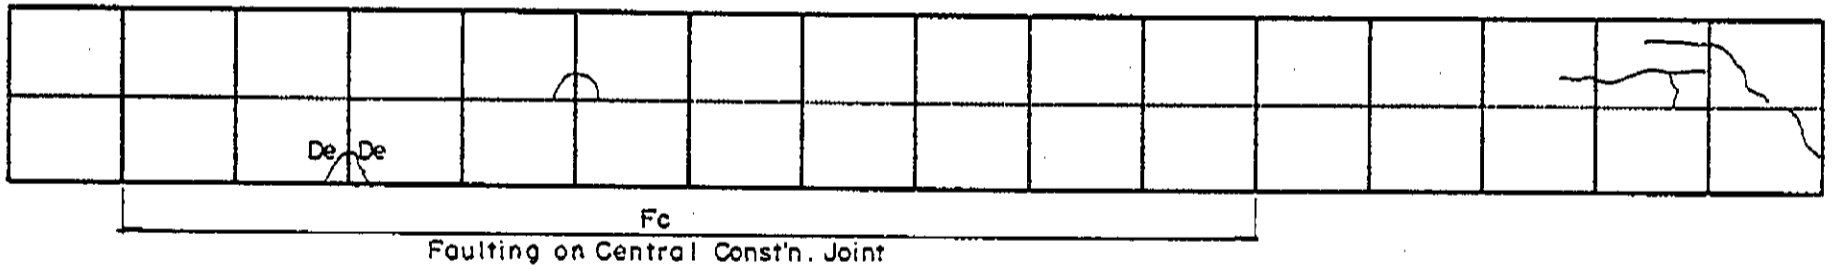 De De
Fc
Faulting on Central Const'n. Joint